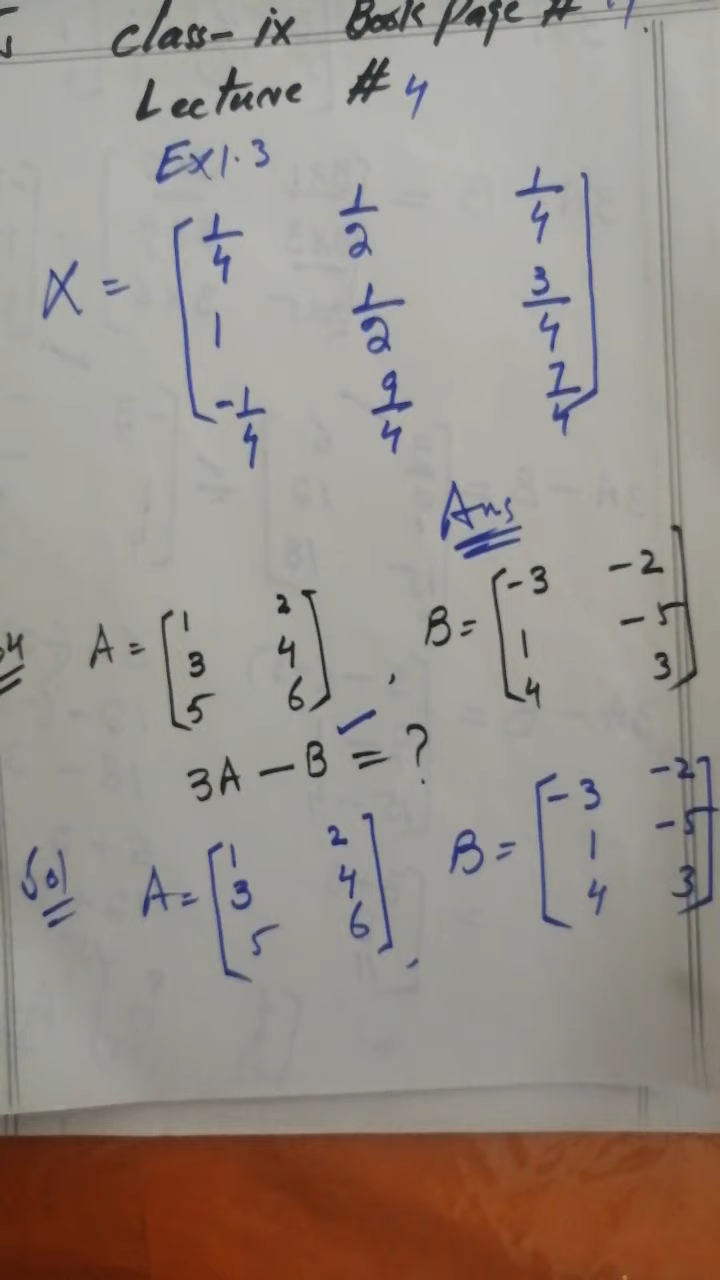 class-ix Book Page #
Lecture # 4
Ex1.3
X = [1/4 1/2 1/4
1 1/2 3/4
-1/4 9/4 7/4]
Ans
4 A = [1 2 3 4 5 6], B = [-3 -2 1 -5 4 3]
3A - B = ?
Sol A = [1 2 3 4 5 6], B = [-3 -2 1 -5 4 3]